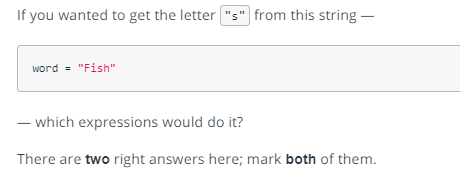 If you wanted to get the letter "s" from this string —
word = "Fish"
— which expressions would do it?
There are two right answers here; mark both of them.